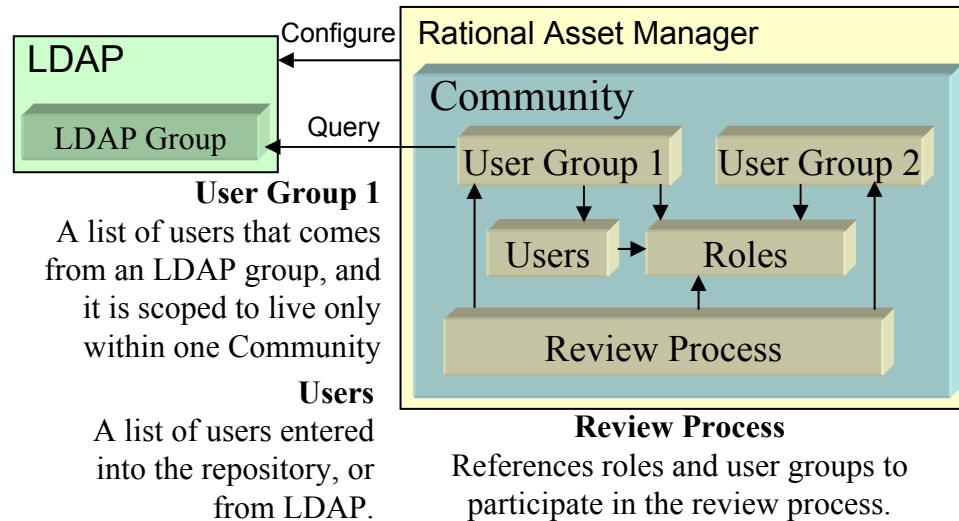 LDAP
LDAP Group
Configure
Query
Rational Asset Manager
Community
User Group 1
User Group 2
Users
Roles
Review Process
User Group 1
A list of users that comes
from an LDAP group, and
it is scoped to live only
within one Community
Users
A list of users entered
into the repository, or
from LDAP.
Review Process
References roles and user groups to
participate in the review process.